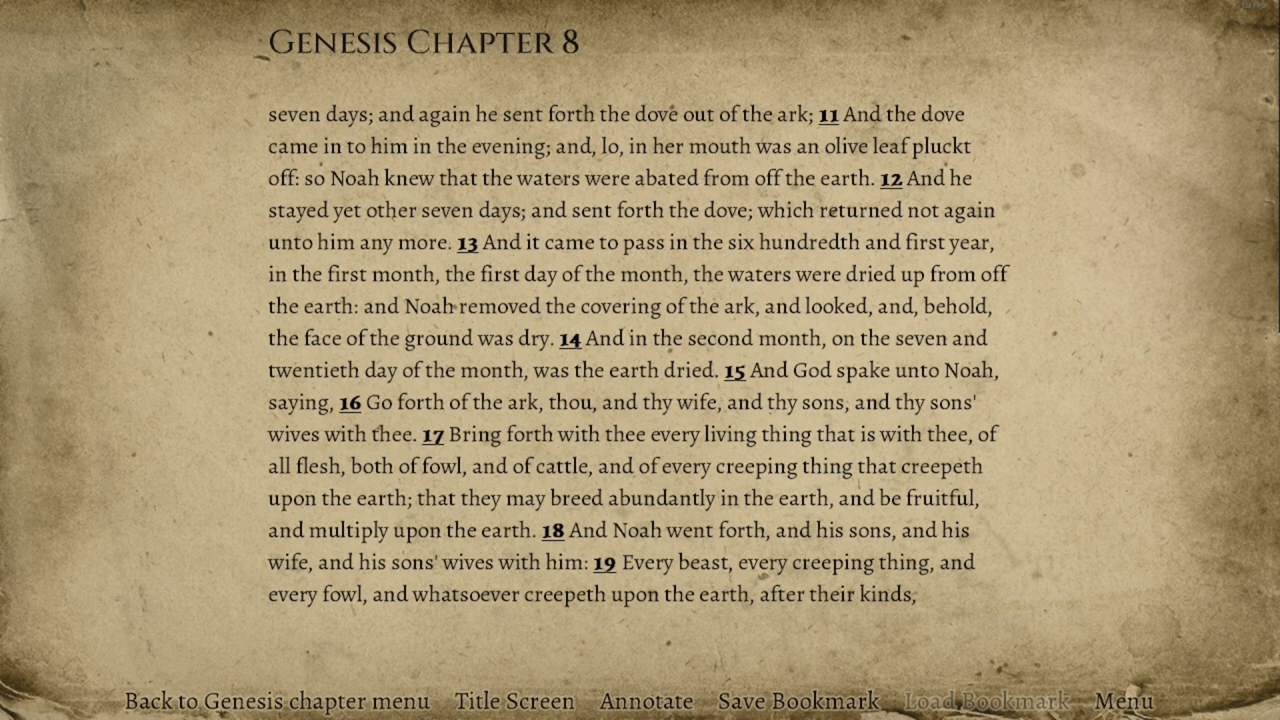 Genesis Chapter 8
seven days; and again he sent forth the dove out of the ark; 11 And the dove
came in to him in the evening; and, lo, in her mouth was an olive leaf pluckt
off: so Noah knew that the waters were abated from off the earth. 12 And he
stayed yet other seven days; and sent forth the dove; which returned not again
unto him any more. 13 And it came to pass in the six hundredth and first year,
in the first month, the first day of the month, the waters were dried up from off
the earth: and Noah removed the covering of the ark, and looked, and, behold,
the face of the ground was dry. 14 And in the second month, on the seven and
twentieth day of the month, was the earth dried. 15 And God spake unto Noah,
saying, 16 Go forth of the ark, thou, and thy wife, and thy sons, and thy sons'
wives with thee. 17 Bring forth with thee every living thing that is with thee, of
all flesh, both of fowl, and of cattle, and of every creeping thing that creepeth
upon the earth; that they may breed abundantly in the earth, and be fruitful,
and multiply upon the earth. 18 And Noah went forth, and his sons, and his
wife, and his sons' wives with him: 19 Every beast, every creeping thing, and
every fowl, and whatsoever creepeth upon the earth, after their kinds,
Back to Genesis chapter menu Title Screen Annotate Save Bookmark Load Bookmark Menu